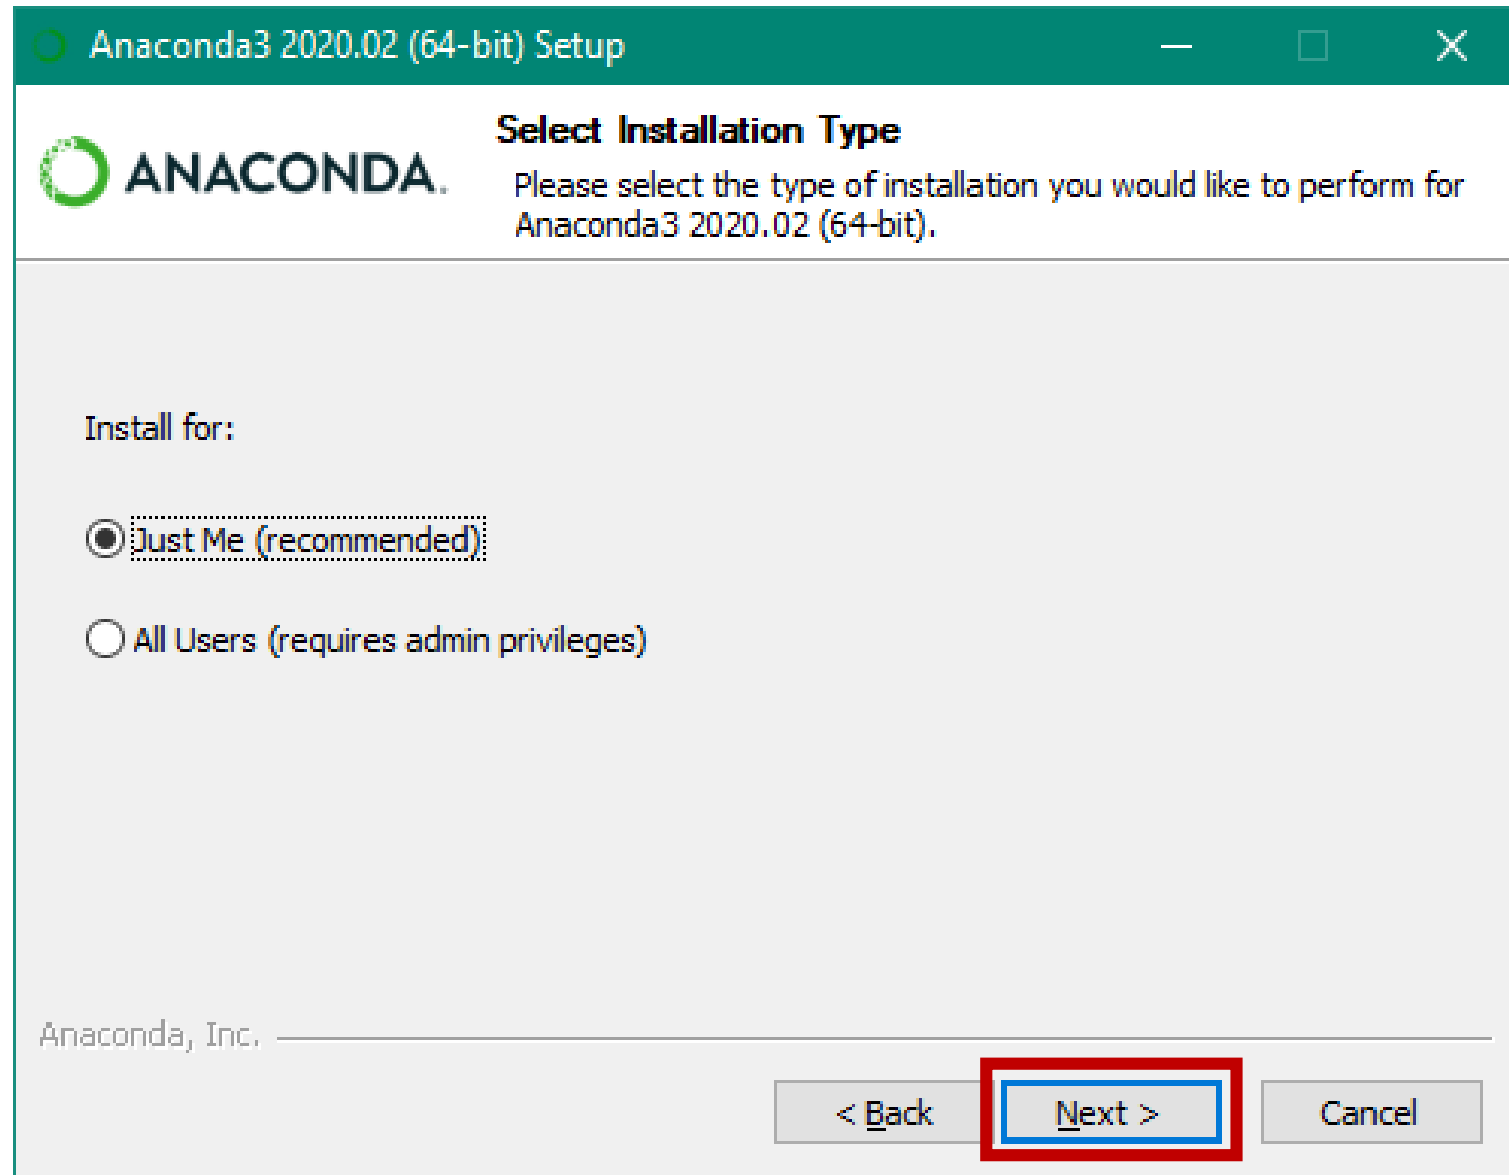 Anaconda3 2020.02 (64-bit) Setup
ANACONDA.
Select Installation Type
Please select the type of installation you would like to perform for
Anaconda3 2020.02 (64-bit).
Install for:
Just Me (recommended)
All Users (requires admin privileges)
Anaconda, Inc.
< Back
Next >
Cancel